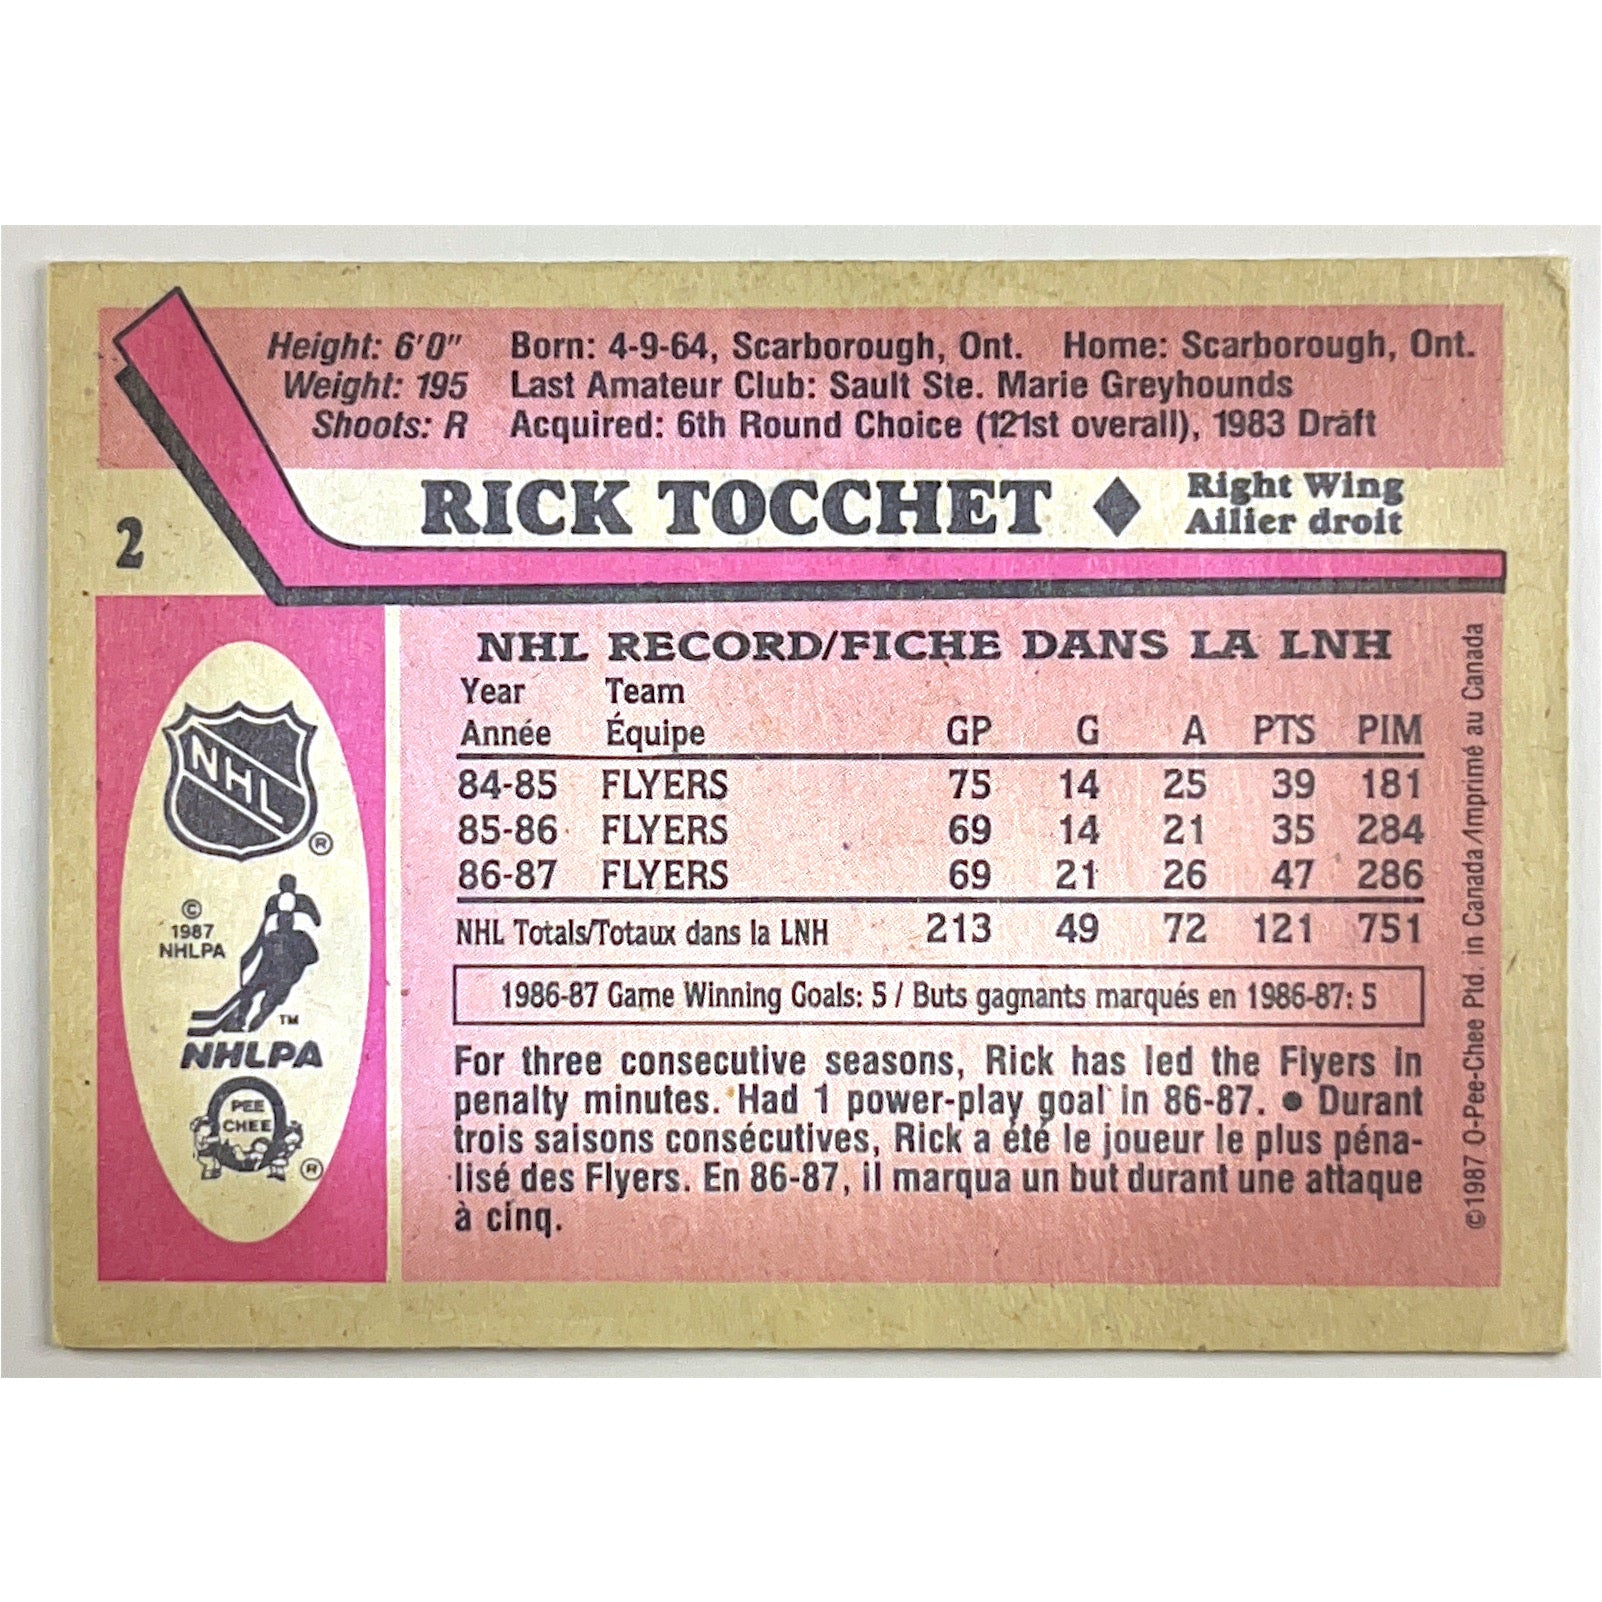 Height: 6'0" Born: 4-9-64, Scarborough, Ont. Home: Scarborough, Ont.
Weight: 195 Last Amateur Club: Sault Ste. Marie Greyhounds
Shoots: R Acquired: 6th Round Choice (121st overall), 1983 Draft
2
RICK TOCCHET ♦ Right Wing
Ailier droit
NHL
®
© 1987
NHLPA
TM
NHLPA
O
PEE
CHEE
®
NHL RECORD/FICHE DANS LA LNH
Year Team
Année Équipe GP G A PTS PIM
84-85 FLYERS 75 14 25 39 181
85-86 FLYERS 69 14 21 35 284
86-87 FLYERS 69 21 26 47 286
NHL Totals/Totaux dans la LNH 213 49 72 121 751
1986-87 Game Winning Goals: 5 / Buts gagnants marqués en 1986-87: 5
For three consecutive seasons, Rick has led the Flyers in
penalty minutes. Had 1 power-play goal in 86-87. ● Durant
trois saisons consécutives, Rick a été le joueur le plus péna-
lisé des Flyers. En 86-87, il marqua un but durant une attaque
à cinq.
©1987 O-Pee-Chee Ptd. in Canada/Imprimé au Canada